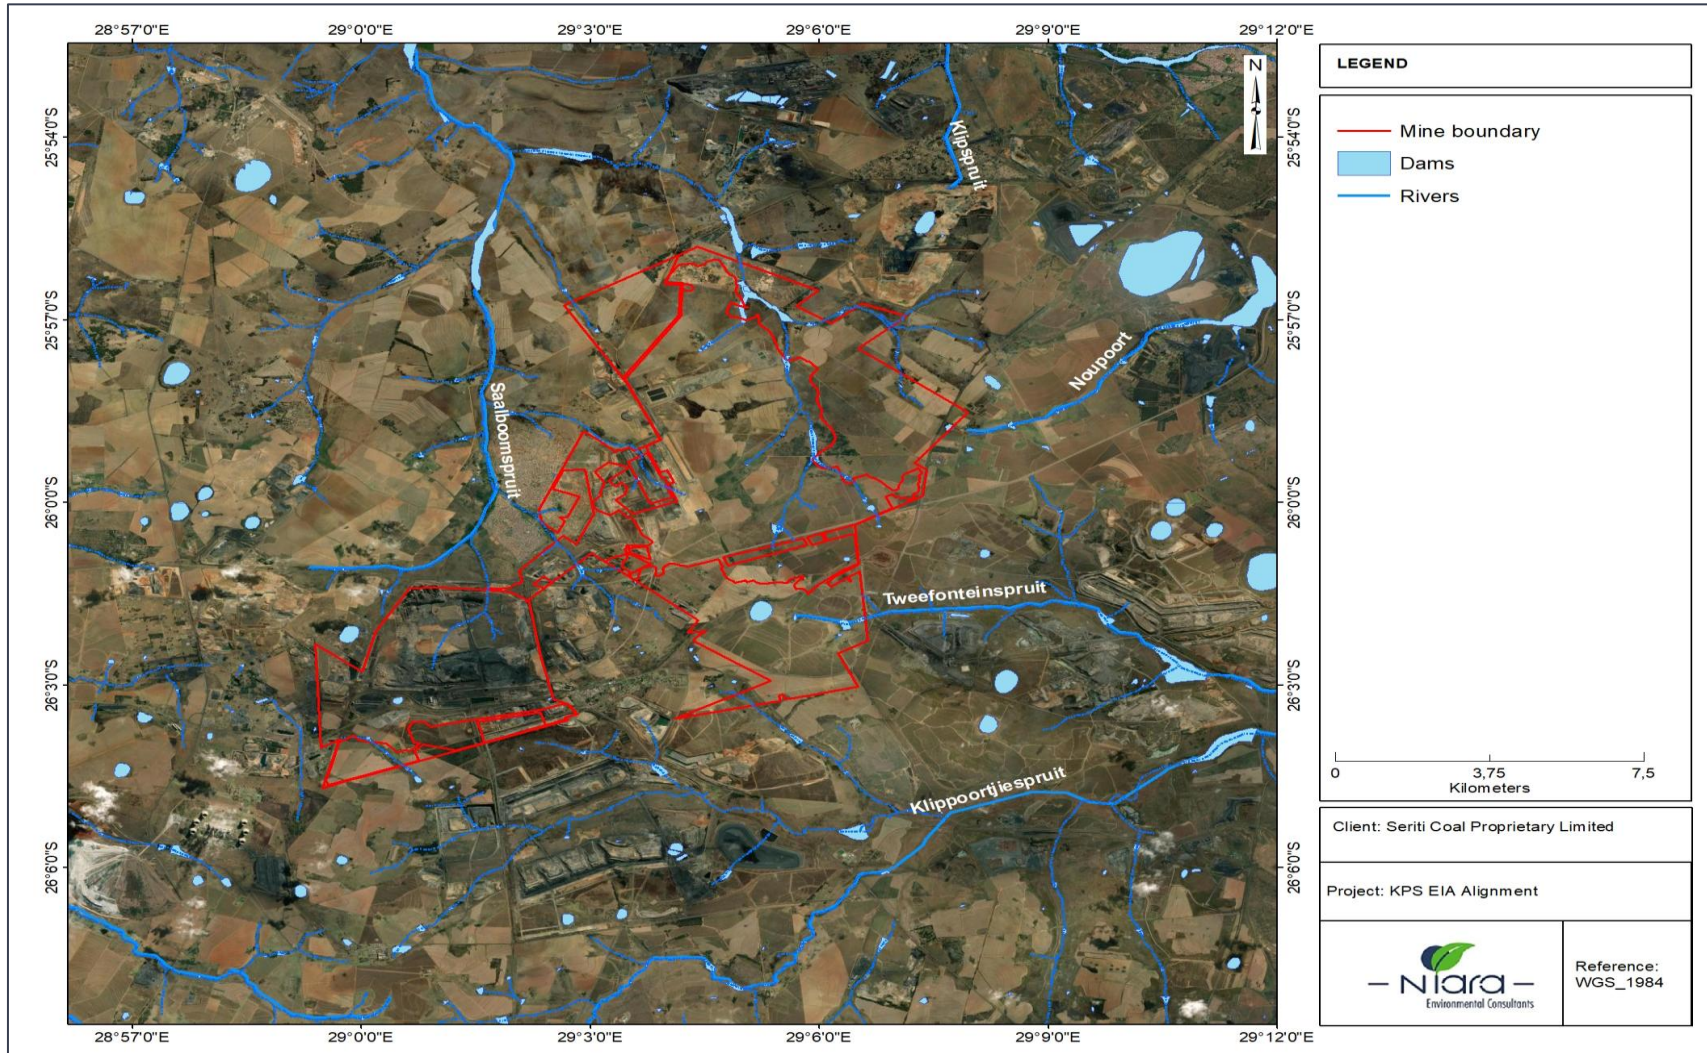 28°57'0"E 29°0'0"E 29°3'0"E 29°6'0"E 29°9'0"E 29°12'0"E
N
25°54'0"S
25°54'0"S
Klipspruit
25°57'0"S
25°57'0"S
Noupoort
Saalboomspruit
26°0'0"S
26°0'0"S
Tweefonteinspruit
26°3'0"S
26°3'0"S
Klippoortjiespruit
26°6'0"S
26°6'0"S
28°57'0"E 29°0'0"E 29°3'0"E 29°6'0"E 29°9'0"E 29°12'0"E
LEGEND
Mine boundary
Dams
Rivers
0 3,75 7,5
Kilometers
Client: Seriti Coal Proprietary Limited
Project: KPS EIA Alignment
Niara
Environmental Consultants
Reference:
WGS_1984